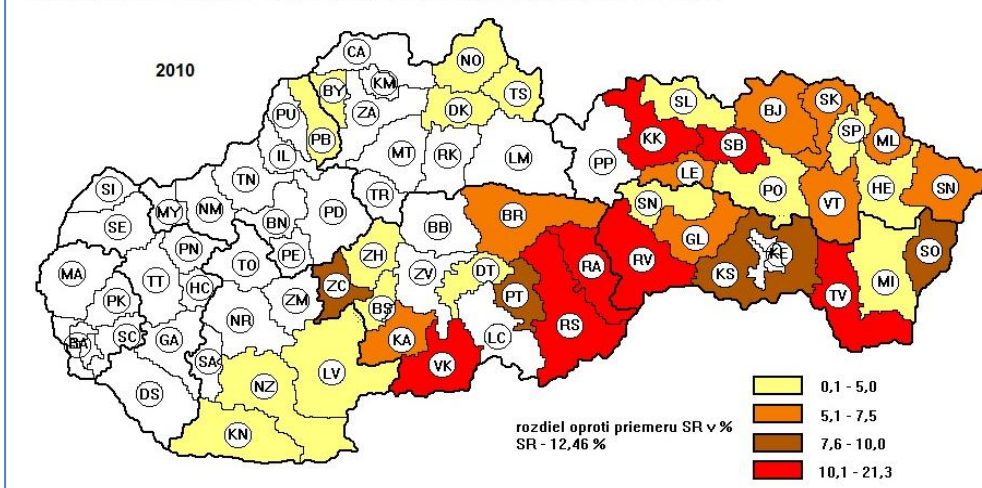 2010
CA
NO
BY
KM
TS
PU
ZA
DK
PB
SL
BJ
SK
SP
ML
KK
SB
IL
MT
RK
LM
PP
LE
PO
HE
SN
TN
TR
SI
MY
NM
BN
PD
BB
BR
SN
VT
SE
PN
PE
ZH
GL
MA
TT
TO
ZV
DT
RA
RV
KS
KE
SO
HC
ZM
ZC
BS
PT
TV
MI
PK
NR
KA
RS
SC
GA
LC
SA
VK
DS
NZ
LV
KN
rozdiel oproti priemeru SR v %
SR - 12,46 %
0,1 - 5,0
5,1 - 7,5
7,6 - 10,0
10,1 - 21,3